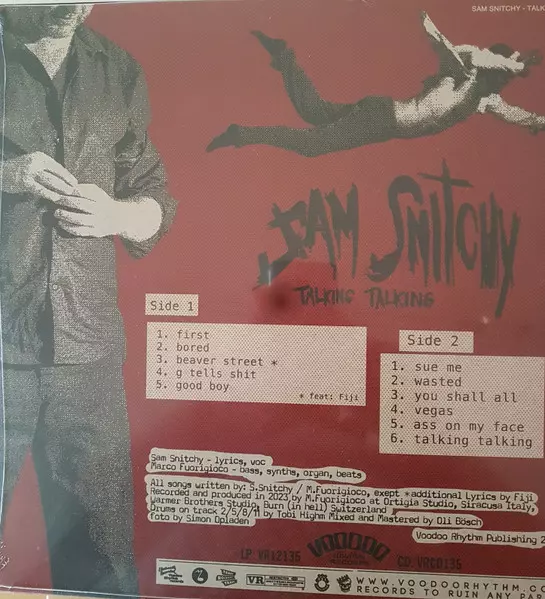 SAM SNITCHY - TALK
SAM SNITCHY
TALKING TALKING
Side 1
1. first
2. bored
3. beaver street *
4. g tells shit
5. good boy
* feat: Fiji
Side 2
1. sue me
2. wasted
3. you shall all
4. vegas
5. ass on my face
6. talking talking
Sam Snitchy - lyrics, voc
Marco Fuorigioco - bass, synths, organ, beats
All songs written by: S.Snitchy / M.Fuorigioco, exept *additional Lyrics by Fiji
Recorded and produced in 2023 by M.Fuorigioco at Ortigia Studio, Siracusa Italy,
Warmer Brothers Studio, Burn (in hell) Switzerland
Drums on track 2/5/8/11 by Tobi Highm Mixed and Mastered by Oli Bösch
foto by Simon Opladen
Voodoo Rhythm Publishing 2
LP VR12135
VOODOO
CD VRCD135
VR
WWW.VOODOORHYTHM.CO
RECORDS TO RUIN ANY PAR